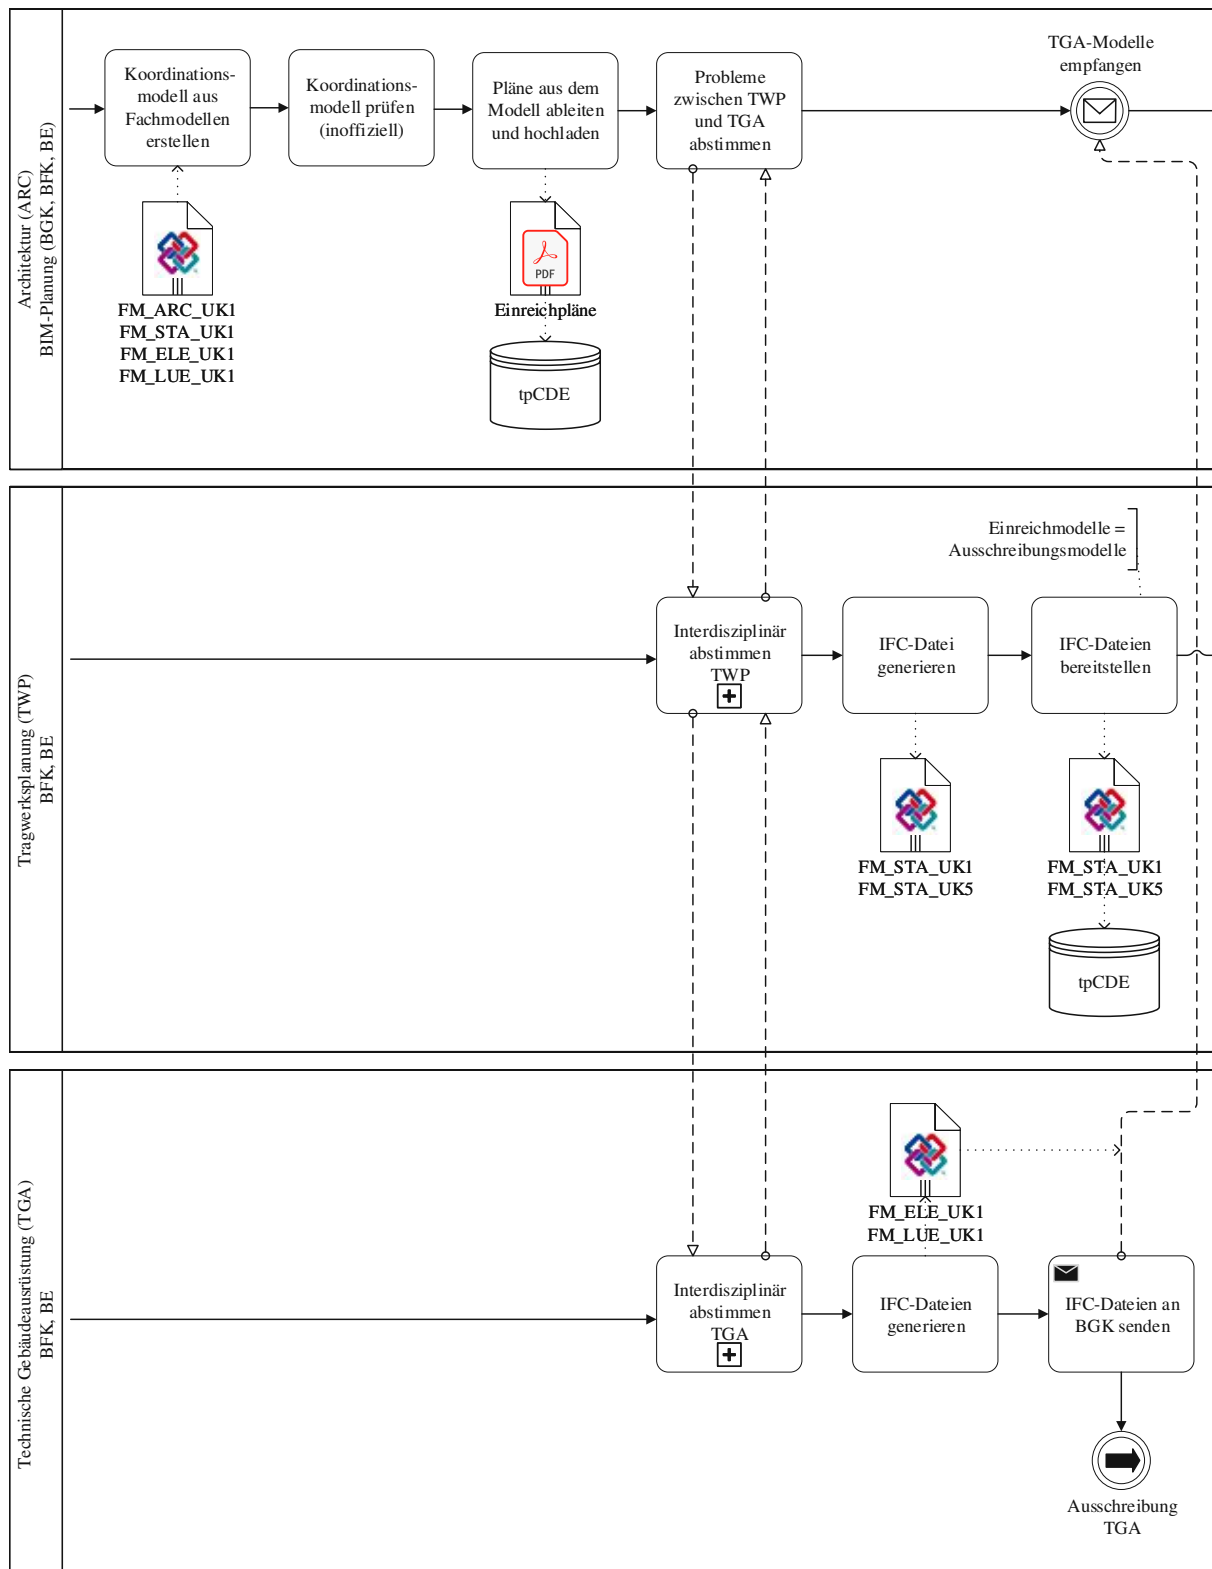 Architektur (ARC)
BIM-Planung (BGK, BFK, BE)
Koordinations-
modell aus
Fachmodellen
erstellen
Koordinations-
modell prüfen
(inoffiziell)
Pläne aus dem
Modell ableiten
und hochladen
Probleme
zwischen TWP
und TGA
abstimmen
TGA-Modelle
empfangen
FM_ARC_UK1
FM_STA_UK1
FM_ELE_UK1
FM_LUE_UK1
PDF
Einreichpläne
tpCDE
Tragwerksplanung (TWP)
BFK, BE
Einreichmodelle =
Ausschreibungsmodelle
Interdisziplinär
abstimmen
TWP
IFC-Datei
generieren
IFC-Dateien
bereitstellen
FM_STA_UK1
FM_STA_UK5
FM_STA_UK1
FM_STA_UK5
tpCDE
Technische Gebäudeausrüstung (TGA)
BFK, BE
FM_ELE_UK1
FM_LUE_UK1
Interdisziplinär
abstimmen
TGA
IFC-Dateien
generieren
IFC-Dateien an
BGK senden
Ausschreibung
TGA